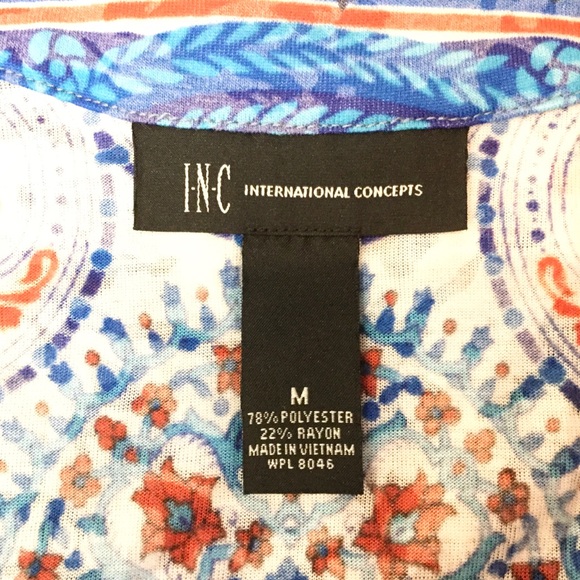 I·N·C INTERNATIONAL CONCEPTS
M
78% POLYESTER
22% RAYON
MADE IN VIETNAM
WPL 8046